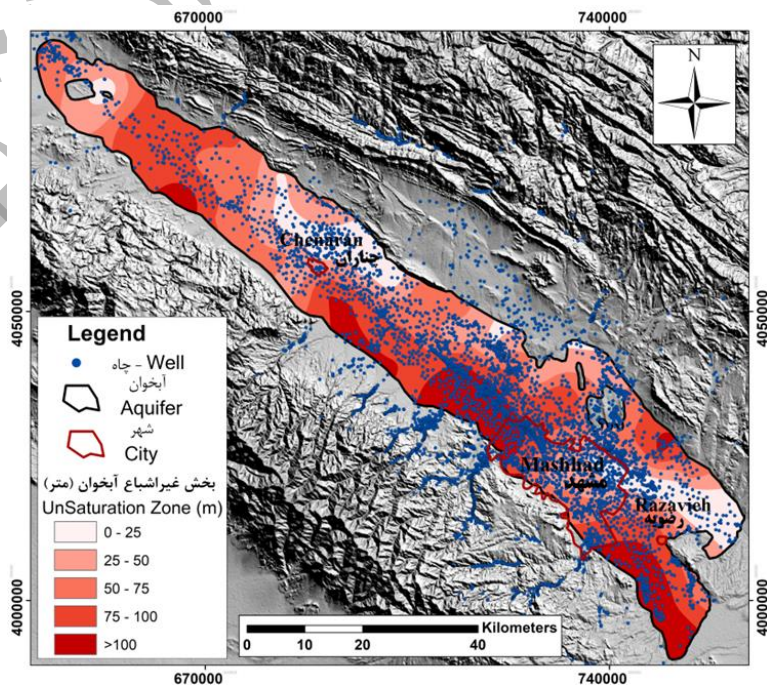 670000
740000
N
Chenaran
چناران
4050000
4050000
Legend
Well - چاه
آبخوان
Aquifer
شهر
City
Mashhad
مشهد
Razavieh
رضویه
بخش غیراشباع آبخوان (متر)
UnSaturation Zone (m)
0 - 25
25 - 50
50 - 75
75 - 100
>100
4000000
4000000
Kilometers
0 10 20 40
670000
740000